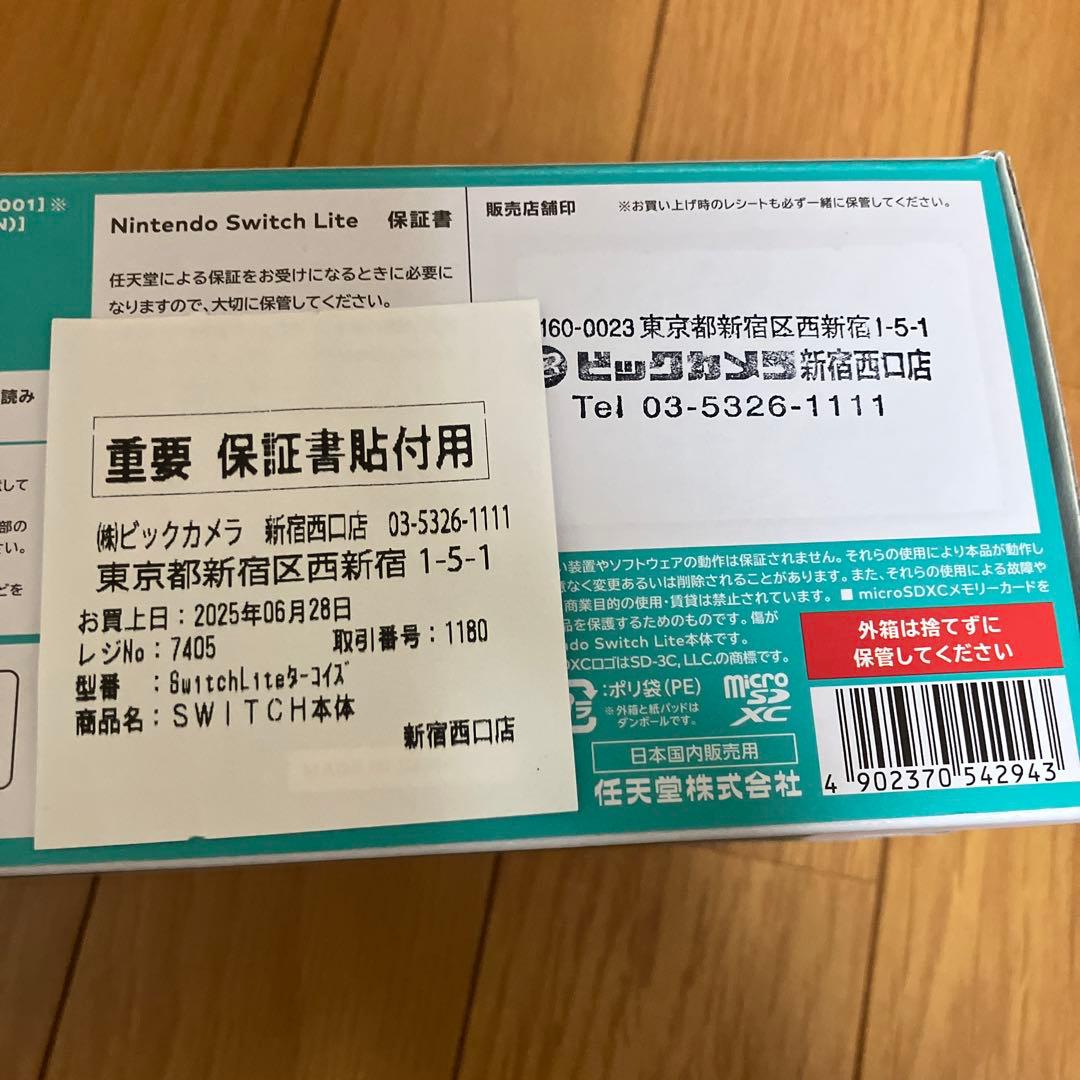 001]※
N)]
Nintendo Switch Lite 保証書
任天堂による保証をお受けになるときに必要に
なりますので、大切に保管してください。
販売店舗印 ※お買い上げ時のレシートも必ず一緒に保管してください。
160-0023 東京都新宿区西新宿1-5-1
ビックカメラ 新宿西口店
Tel 03-5326-1111
読み
して
部の
さい。
どを
重要 保証書貼付用
㈱ビックカメラ 新宿西口店 03-5326-1111
東京都新宿区西新宿1-5-1
お買上日:2025年06月28日
レジNo:7405 取引番号:1180
型番 :SwitchLiteターコイズ
商品名:SWITCH本体
新宿西口店
い装置やソフトウェアの動作は保証されません。それらの使用により本品が動作し
なく変更あるいは削除されることがあります。また、それらの使用による故障や
商業目的の使用・賃貸は禁止されています。 ■ microSDXCメモリーカードを
品を保護するためのものです。傷が
ndo Switch Lite本体です。
DXCロゴはSD-3C, LLC.の商標です。
外箱は捨てずに
保管してください
:ポリ袋(PE)
※外箱と紙パッドは
ダンボールです。
micro
SD
XC
日本国内販売用
任天堂株式会社
4 902370 542943